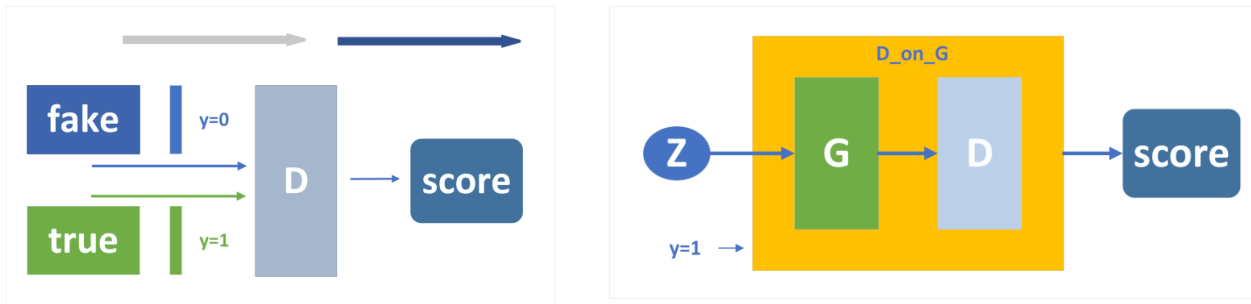 fake
y=0
D
score
true
y=1
D_on_G
Z
G
D
score
y=1